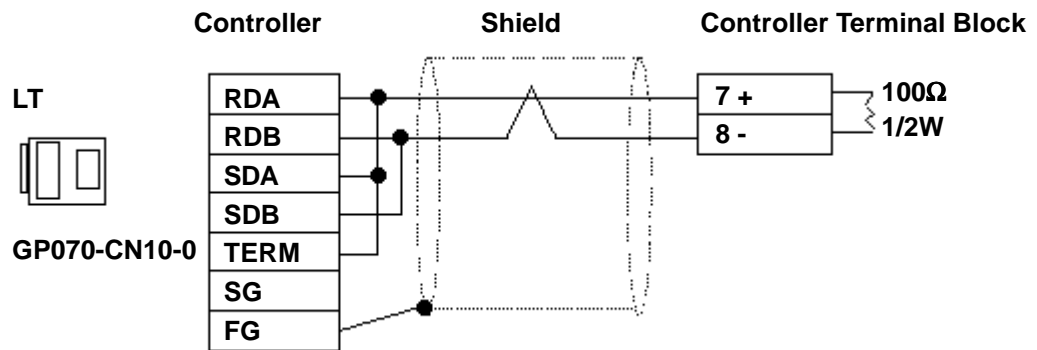 Controller
Shield
Controller Terminal Block
LT
GP070-CN10-0
RDA
RDB
SDA
SDB
TERM
SG
FG
7 +
8 -
100Ω
1/2W